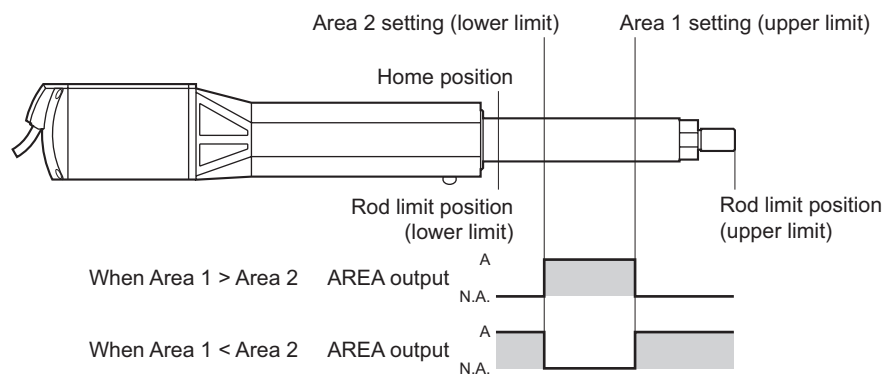 Area 2 setting (lower limit)
Area 1 setting (upper limit)
Home position
Rod limit position
(lower limit)
Rod limit position
(upper limit)
When Area 1 > Area 2 AREA output
A
N.A.
When Area 1 < Area 2 AREA output
A
N.A.